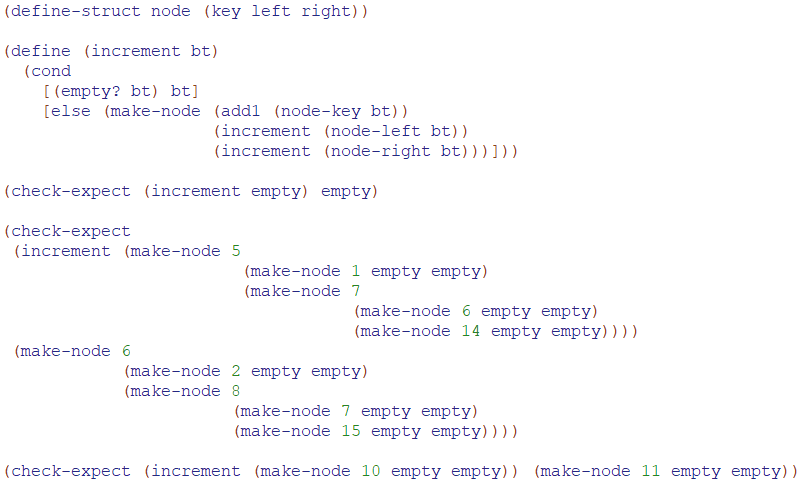 (define-struct node (key left right))
(define (increment bt)
(cond
[(empty? bt) bt]
[else (make-node (add1 (node-key bt))
(increment (node-left bt))
(increment (node-right bt)))]))
(check-expect (increment empty) empty)
(check-expect
(increment (make-node 5
(make-node 1 empty empty)
(make-node 7
(make-node 6 empty empty)
(make-node 14 empty empty))))
(make-node 6
(make-node 2 empty empty)
(make-node 8
(make-node 7 empty empty)
(make-node 15 empty empty))))
(check-expect (increment (make-node 10 empty empty)) (make-node 11 empty empty))